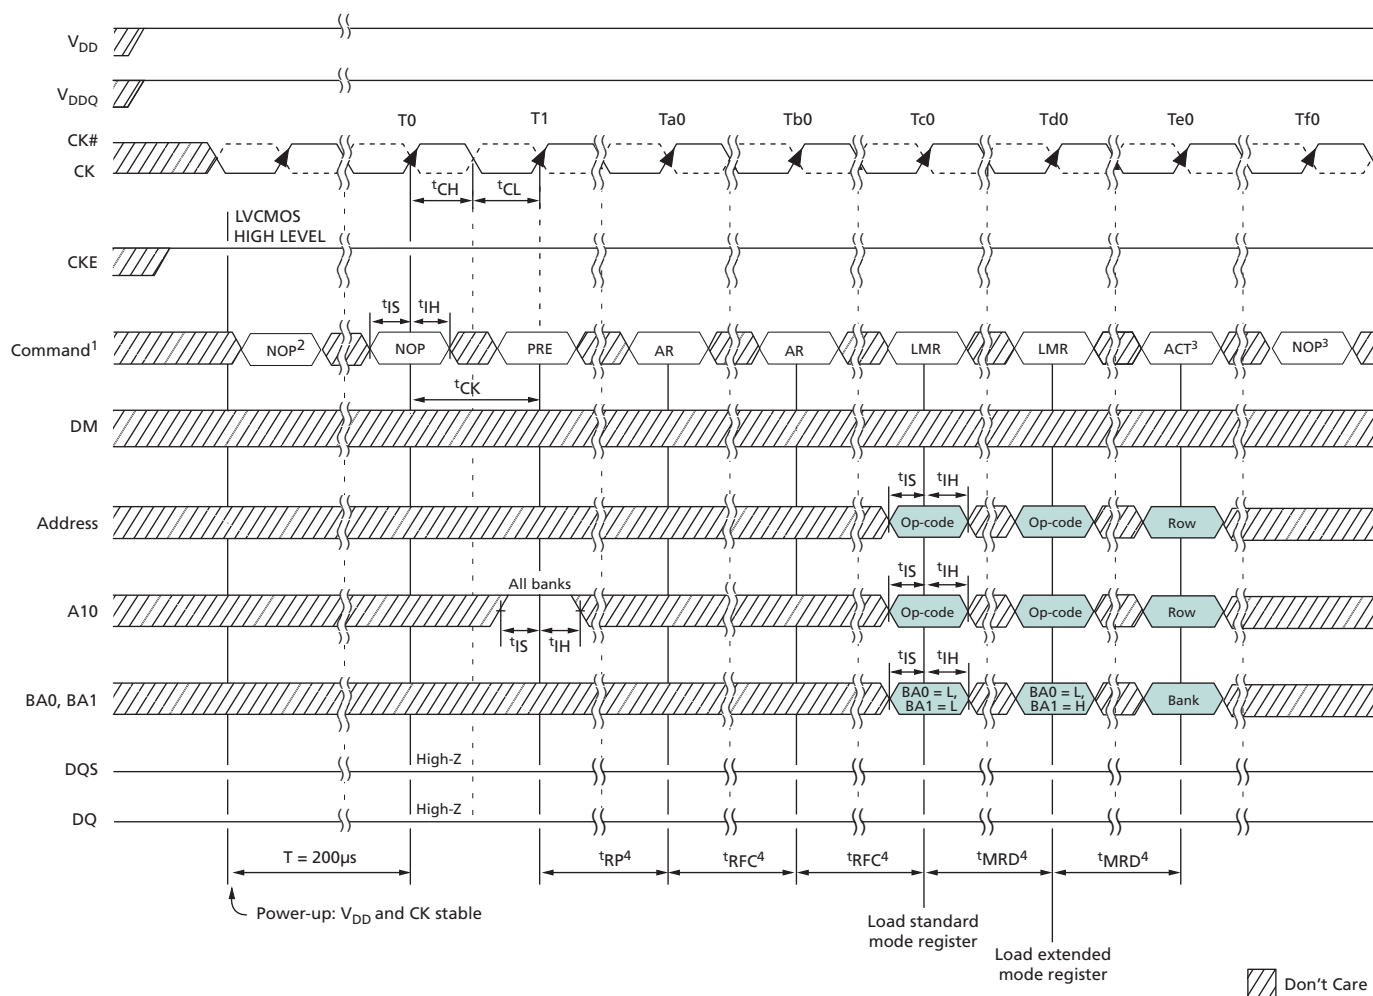 VDD
VDDQ
T0 T1 Ta0 Tb0 Tc0 Td0 Te0 Tf0
CK#
CK
tCH tCL
LVCMOS
HIGH LEVEL
CKE
tIS tIH
Command1 NOP2 NOP PRE AR AR LMR LMR ACT3 NOP3
tCK
DM
tIS tIH
Address Op-code Op-code Row
All banks tIS tIH
A10 Op-code Op-code Row
tIS tIH
tIS tIH
BA0, BA1 BA0 = L, BA0 = L, Bank
BA1 = L BA1 = H
High-Z
DQS
High-Z
DQ
T = 200µs tRP4 tRFC4 tRFC4 tMRD4 tMRD4
Power-up: VDD and CK stable
Load standard
mode register
Load extended
mode register
Don't Care